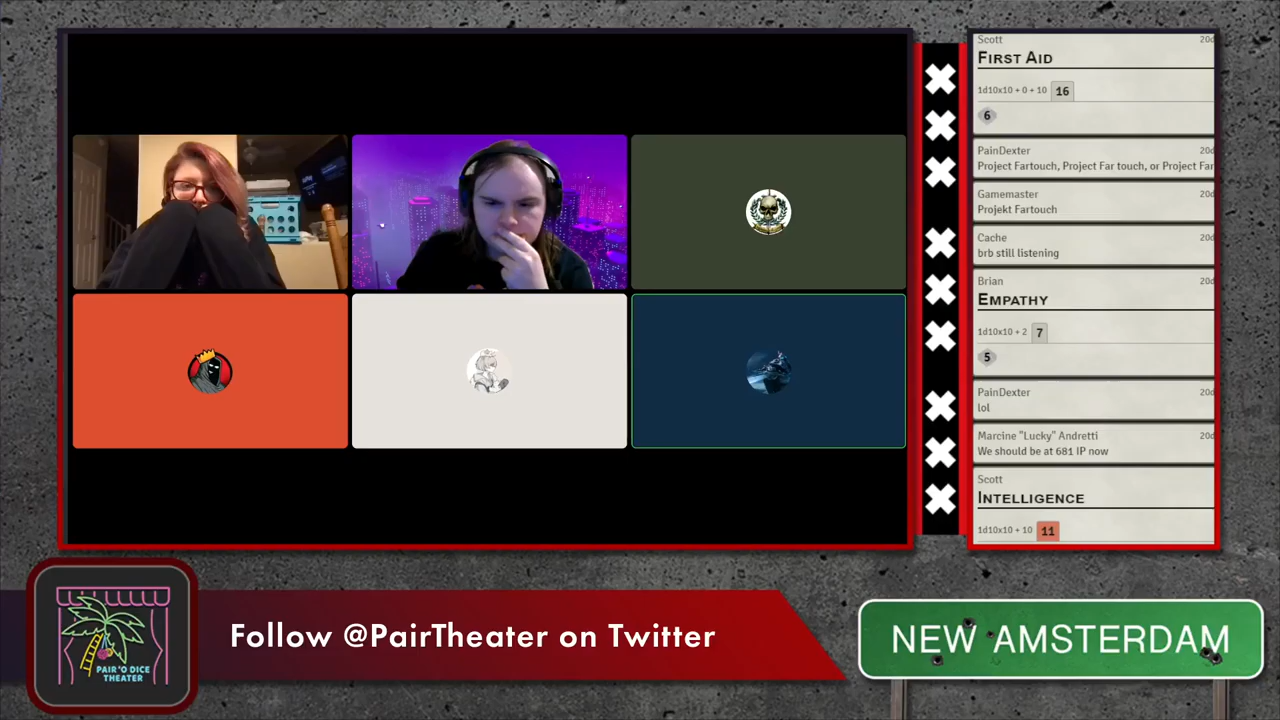 Scott
20d
FIRST AID
1d10x10 + 0 + 10 16
6
PainDexter
20d
Project Fartouch, Project Far touch, or Project Far
Gamemaster
20d
Projekt Fartouch
Cache
20d
brb still listening
Brian
20d
EMPATHY
1d10x10 + 2 7
5
PainDexter
20d
lol
Marcine "Lucky" Andretti
20d
We should be at 681 IP now
Scott
20d
INTELLIGENCE
1d10x10 + 10 11
PAIR'O DICE
THEATER
Follow @PairTheater on Twitter
NEW AMSTERDAM